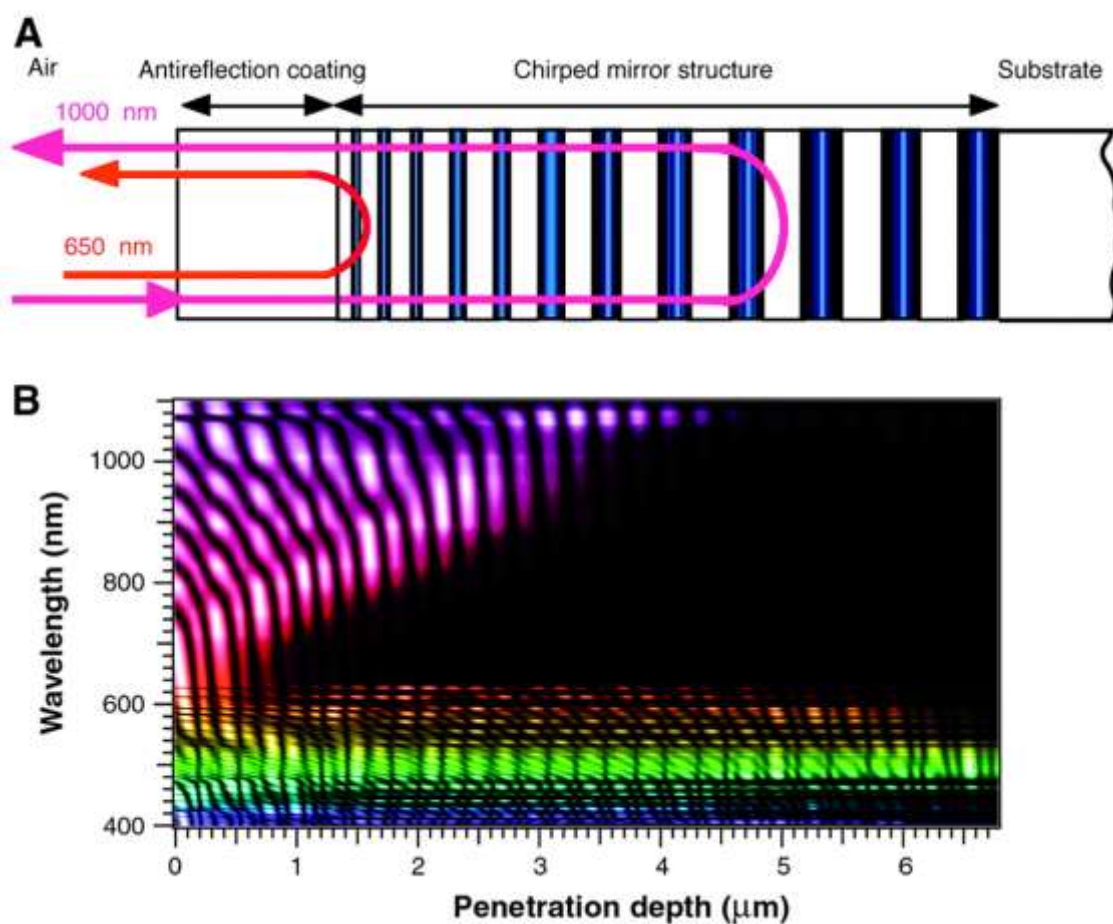 A
Air
Antireflection coating
Chirped mirror structure
Substrate
1000 nm
650 nm
B
Wavelength (nm)
1000
800
600
400
0 1 2 3 4 5 6
Penetration depth (μm)